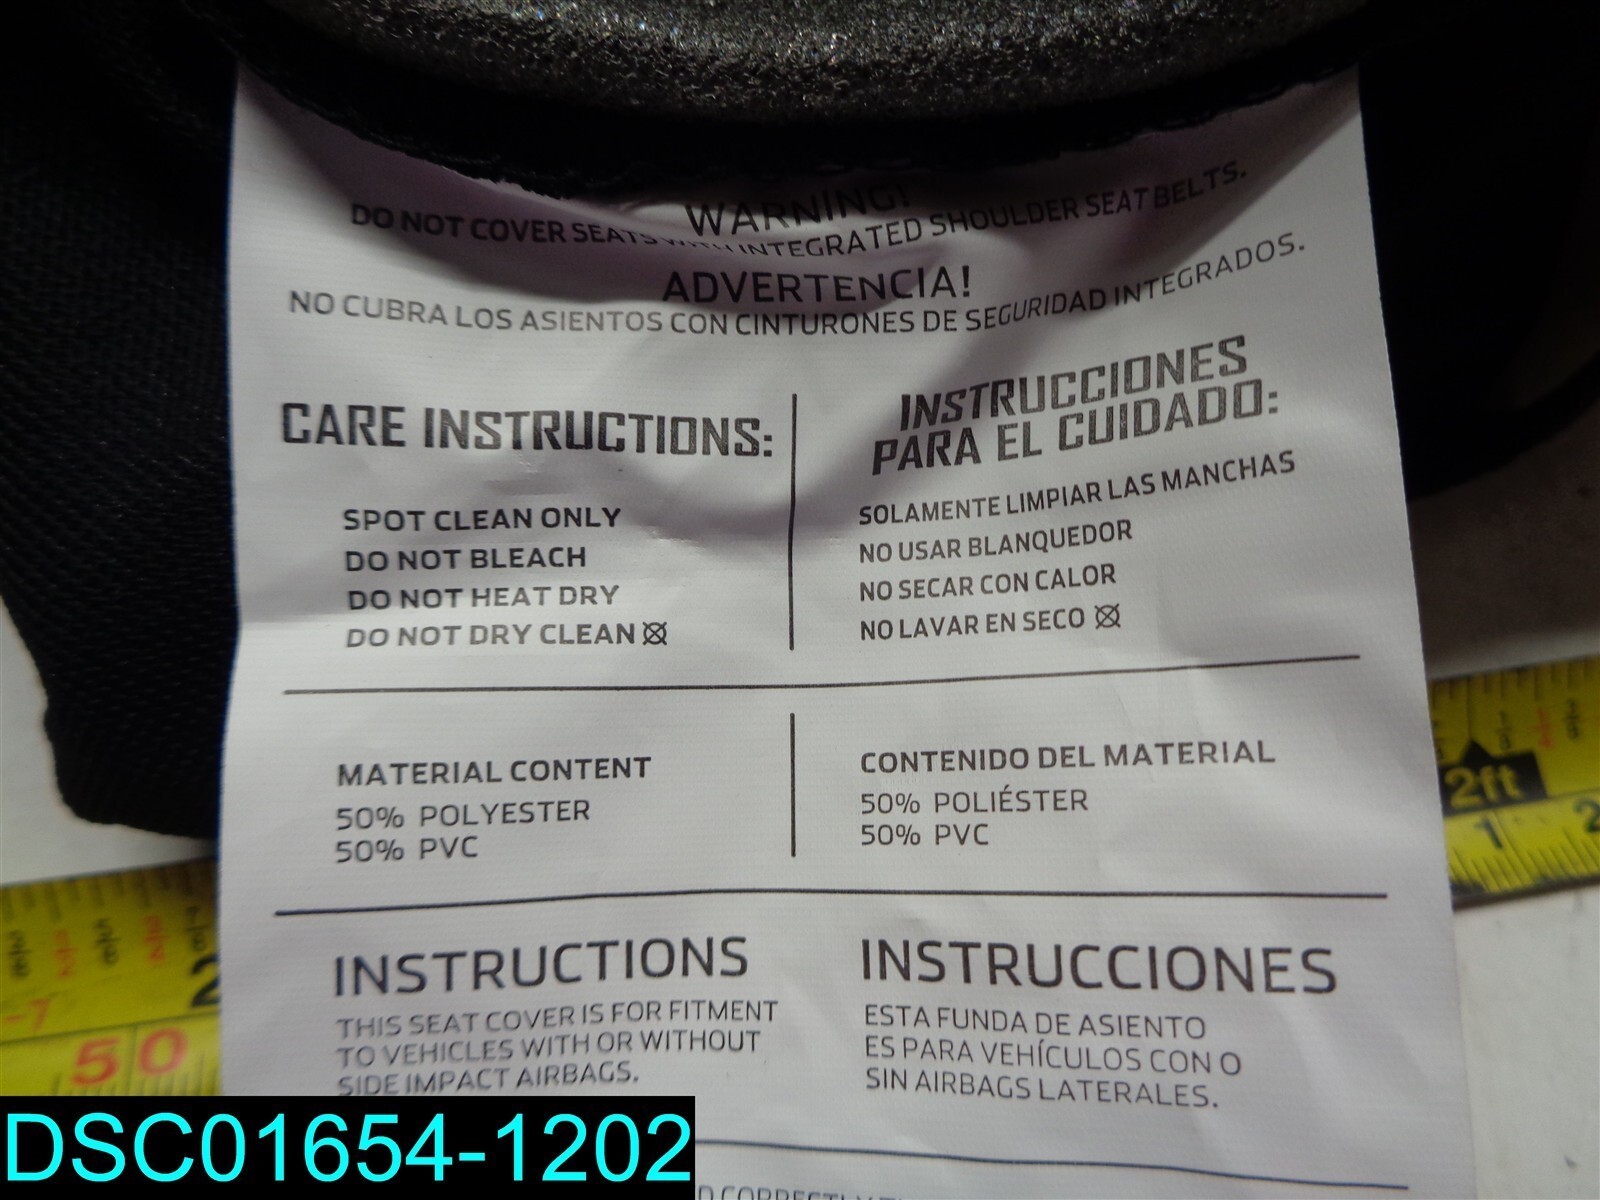 WARNING!
DO NOT COVER SEATS WITH INTEGRATED SHOULDER SEAT BELTS.
ADVERTENCIA!
NO CUBRA LOS ASIENTOS CON CINTURONES DE SEGURIDAD INTEGRADOS.
CARE INSTRUCTIONS:
SPOT CLEAN ONLY
DO NOT BLEACH
DO NOT HEAT DRY
DO NOT DRY CLEAN
INSTRUCCIONES
PARA EL CUIDADO:
SOLAMENTE LIMPIAR LAS MANCHAS
NO USAR BLANQUEDOR
NO SECAR CON CALOR
NO LAVAR EN SECO
MATERIAL CONTENT
50% POLYESTER
50% PVC
CONTENIDO DEL MATERIAL
50% POLIÉSTER
50% PVC
INSTRUCTIONS
THIS SEAT COVER IS FOR FITMENT
TO VEHICLES WITH OR WITHOUT
SIDE IMPACT AIRBAGS.
INSTRUCCIONES
ESTA FUNDA DE ASIENTO
ES PARA VEHÍCULOS CON O
SIN AIRBAGS LATERALES.
2ft
1 2
50
DSC01654-1202